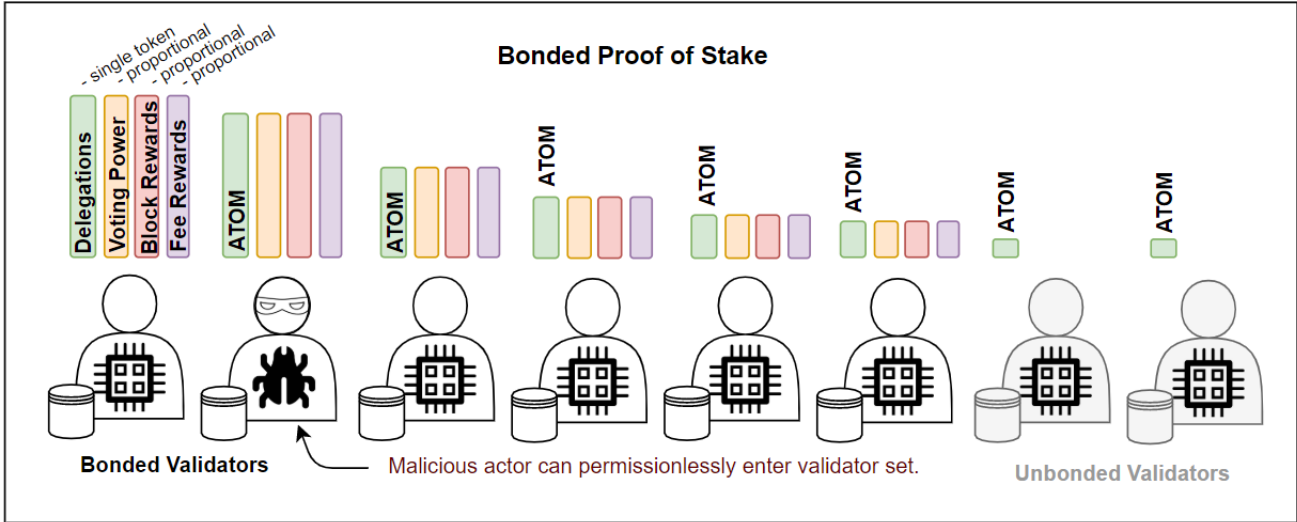 Bonded Proof of Stake
- single token
- proportional
- proportional
- proportional
Delegations
Voting Power
Block Rewards
Fee Rewards
ATOM
ATOM
ATOM
ATOM
ATOM
ATOM
ATOM
Bonded Validators
Malicious actor can permissionlessly enter validator set.
Unbonded Validators